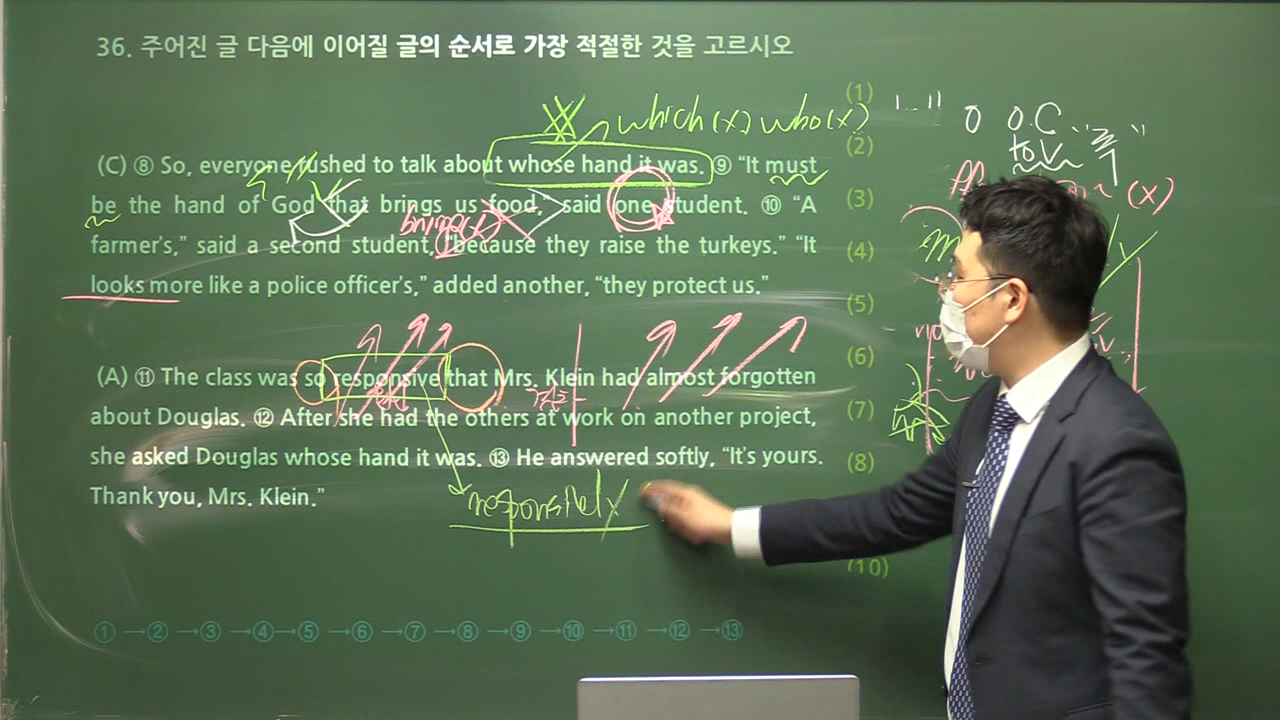 36. 주어진 글 다음에 이어질 글의 순서로 가장 적절한 것을 고르시오
which(x) who(x)
(C) ⑧ So, everyone rushed to talk about whose hand it was. ⑨ “It must
be the hand of God that brings us food,” said one student. ⑩ “A
farmer’s,” said a second student, “because they raise the turkeys.” “It
looks more like a police officer’s,” added another, “they protect us.”
(A) ⑪ The class was so responsive that Mrs. Klein had almost forgotten
about Douglas. ⑫ After she had the others at work on another project,
she asked Douglas whose hand it was. ⑬ He answered softly, “It’s yours.
Thank you, Mrs. Klein.”
① →② →③ →④→⑤ →⑥ →⑦ →⑧ →⑨ →⑩ →⑪ →⑫ →⑬
(1)
(2)
(3)
(4)
(5)
(6)
(7)
(8)
(10)
O O.C
to V
(x)